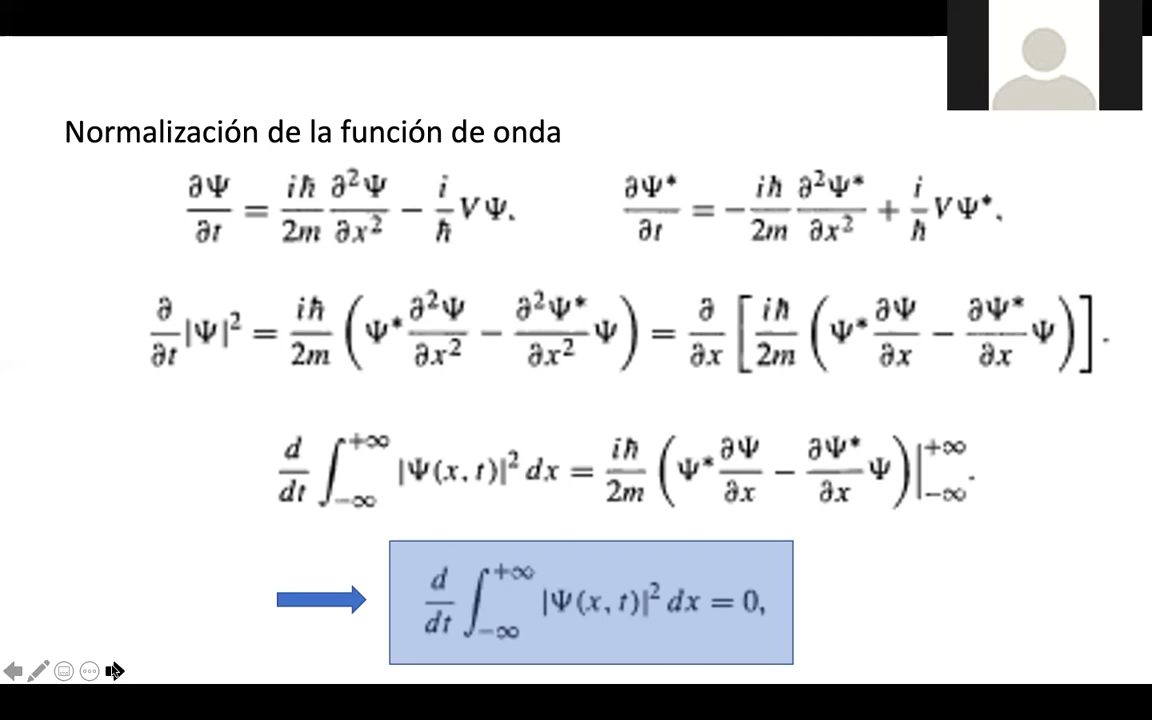 Normalización de la función de onda
∂Ψ/∂t = iħ/2m ∂²Ψ/∂x² − i/ħ VΨ, ∂Ψ*/∂t = − iħ/2m ∂²Ψ*/∂x² + i/ħ VΨ*,
∂/∂t |Ψ|² = iħ/2m (Ψ* ∂²Ψ/∂x² − ∂²Ψ*/∂x² Ψ) = ∂/∂x [iħ/2m (Ψ* ∂Ψ/∂x − ∂Ψ*/∂x Ψ)].
d/dt ∫_{−∞}^{+∞} |Ψ(x, t)|² dx = iħ/2m (Ψ* ∂Ψ/∂x − ∂Ψ*/∂x Ψ)|_{−∞}^{+∞}.
d/dt ∫_{−∞}^{+∞} |Ψ(x, t)|² dx = 0,